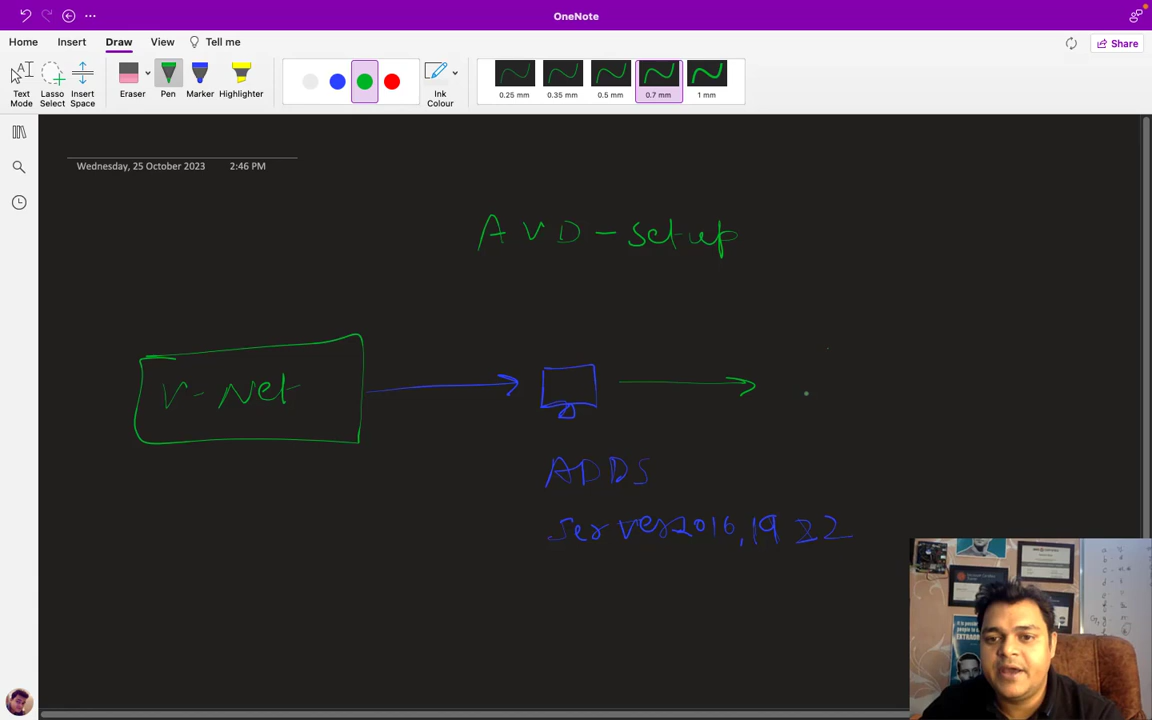 OneNote
Home Insert Draw View Tell me
Share
Text Mode
Lasso Select
Insert Space
Eraser
Pen
Marker
Highlighter
Ink Colour
0.25 mm
0.35 mm
0.5 mm
0.7 mm
1 mm
Wednesday, 25 October 2023 2:46 PM
AVD - setup
V-Net
ADDS
Server2016,19 22
EXTRAORD